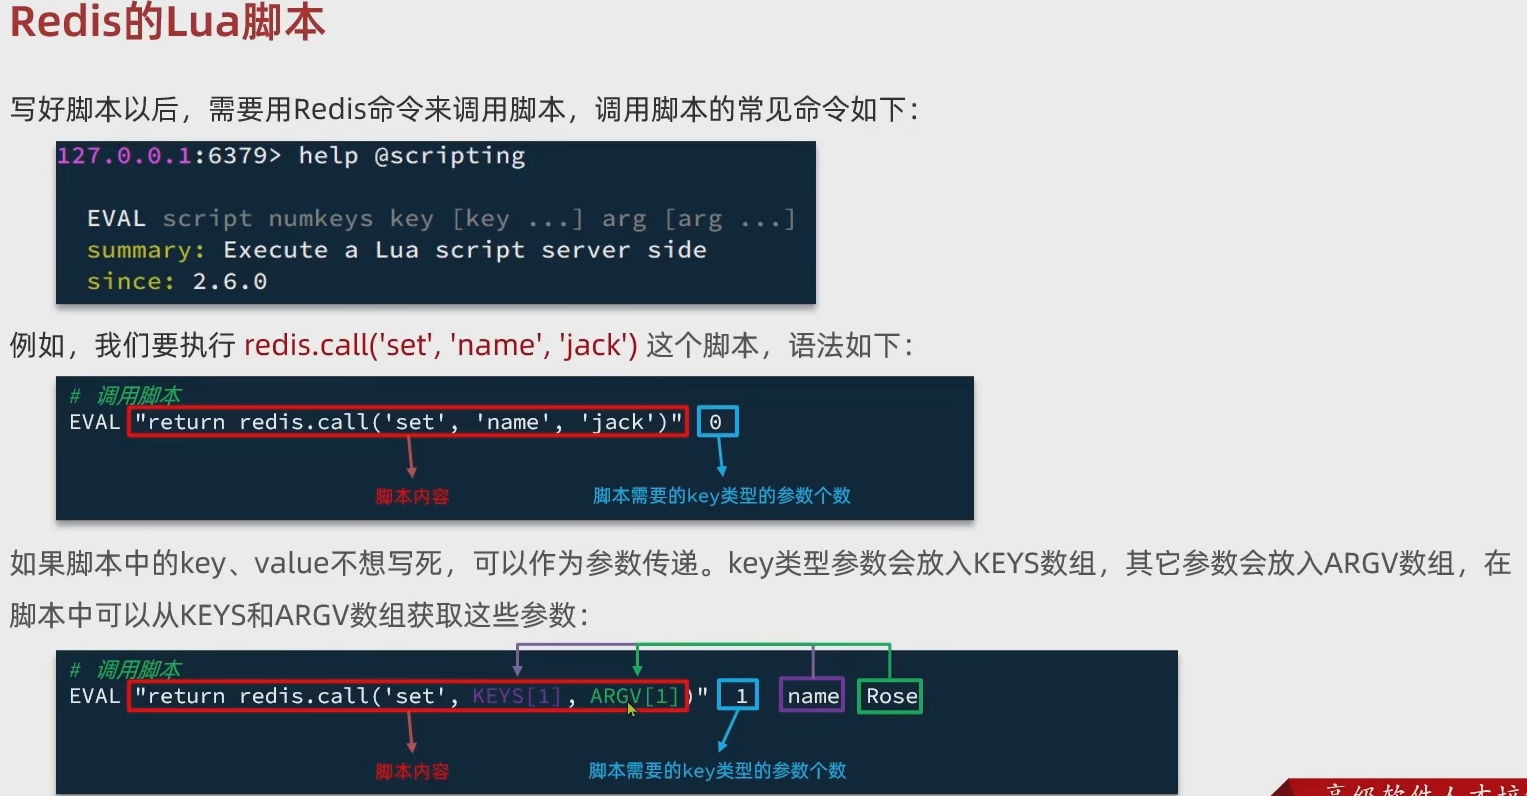 Redis的Lua脚本
写好脚本以后，需要用Redis命令来调用脚本，调用脚本的常见命令如下：
127.0.0.1:6379> help @scripting
EVAL script numkeys key [key ...] arg [arg ...]
summary: Execute a Lua script server side
since: 2.6.0
例如，我们要执行 redis.call('set', 'name', 'jack') 这个脚本，语法如下：
# 调用脚本
EVAL "return redis.call('set', 'name', 'jack')" 0
脚本内容 脚本需要的key类型的参数个数
如果脚本中的key、value不想写死，可以作为参数传递。key类型参数会放入KEYS数组，其它参数会放入ARGV数组，在
脚本中可以从KEYS和ARGV数组获取这些参数：
# 调用脚本
EVAL "return redis.call('set', KEYS[1], ARGV[1])" 1 name Rose
脚本内容 脚本需要的key类型的参数个数
高级软件人才培